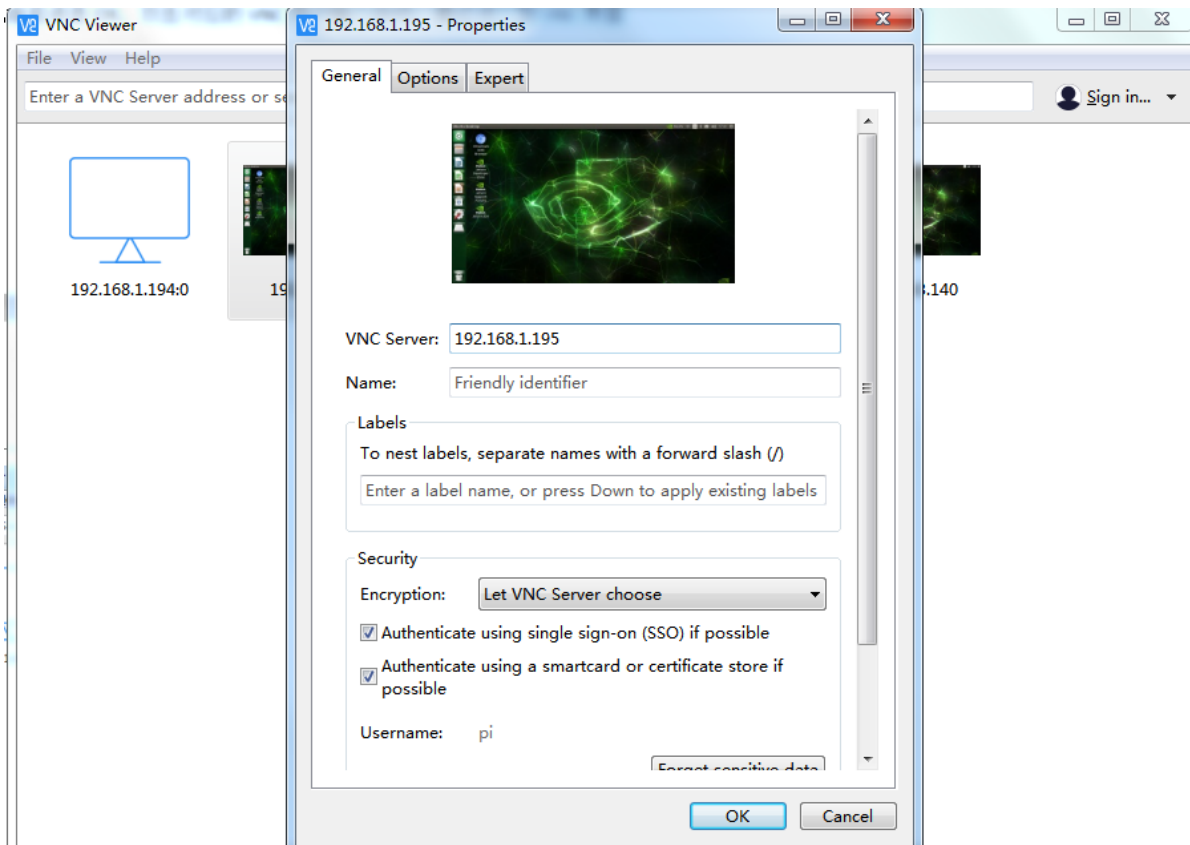 VNC Viewer
File View Help
Enter a VNC Server address or se
Sign in...
192.168.1.194:0
19
.140
192.168.1.195 - Properties
General Options Expert
VNC Server: 192.168.1.195
Name: Friendly identifier
Labels
To nest labels, separate names with a forward slash (/)
Enter a label name, or press Down to apply existing labels
Security
Encryption: Let VNC Server choose
Authenticate using single sign-on (SSO) if possible
Authenticate using a smartcard or certificate store if
possible
Username: pi
Forget sensitive data
OK Cancel